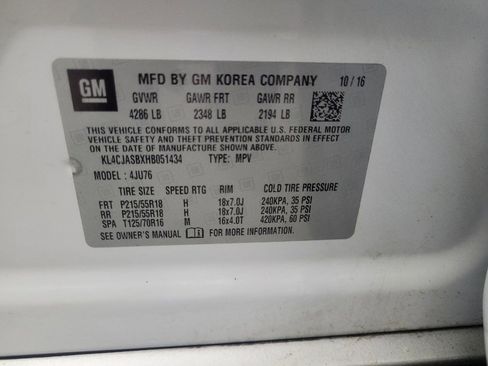 GM
MFD BY GM KOREA COMPANY 10/16
GVWR GAWR FRT GAWR RR
4286 LB 2348 LB 2194 LB
THIS VEHICLE CONFORMS TO ALL APPLICABLE U.S. FEDERAL MOTOR
VEHICLE SAFETY AND THEFT PREVENTION STANDARDS IN EFFECT
ON THE DATE OF MANUFACTURE SHOWN ABOVE.
KL4CJASBXHB051434 TYPE: MPV
MODEL: 4JU76
TIRE SIZE SPEED RTG RIM COLD TIRE PRESSURE
FRT P215/55R18 H 18x7.0J 240KPA, 35 PSI
RR P215/55R18 H 18x7.0J 240KPA, 35 PSI
SPA T125/70R16 M 16x4.0T 420KPA, 60 PSI
SEE OWNER'S MANUAL FOR MORE INFORMATION